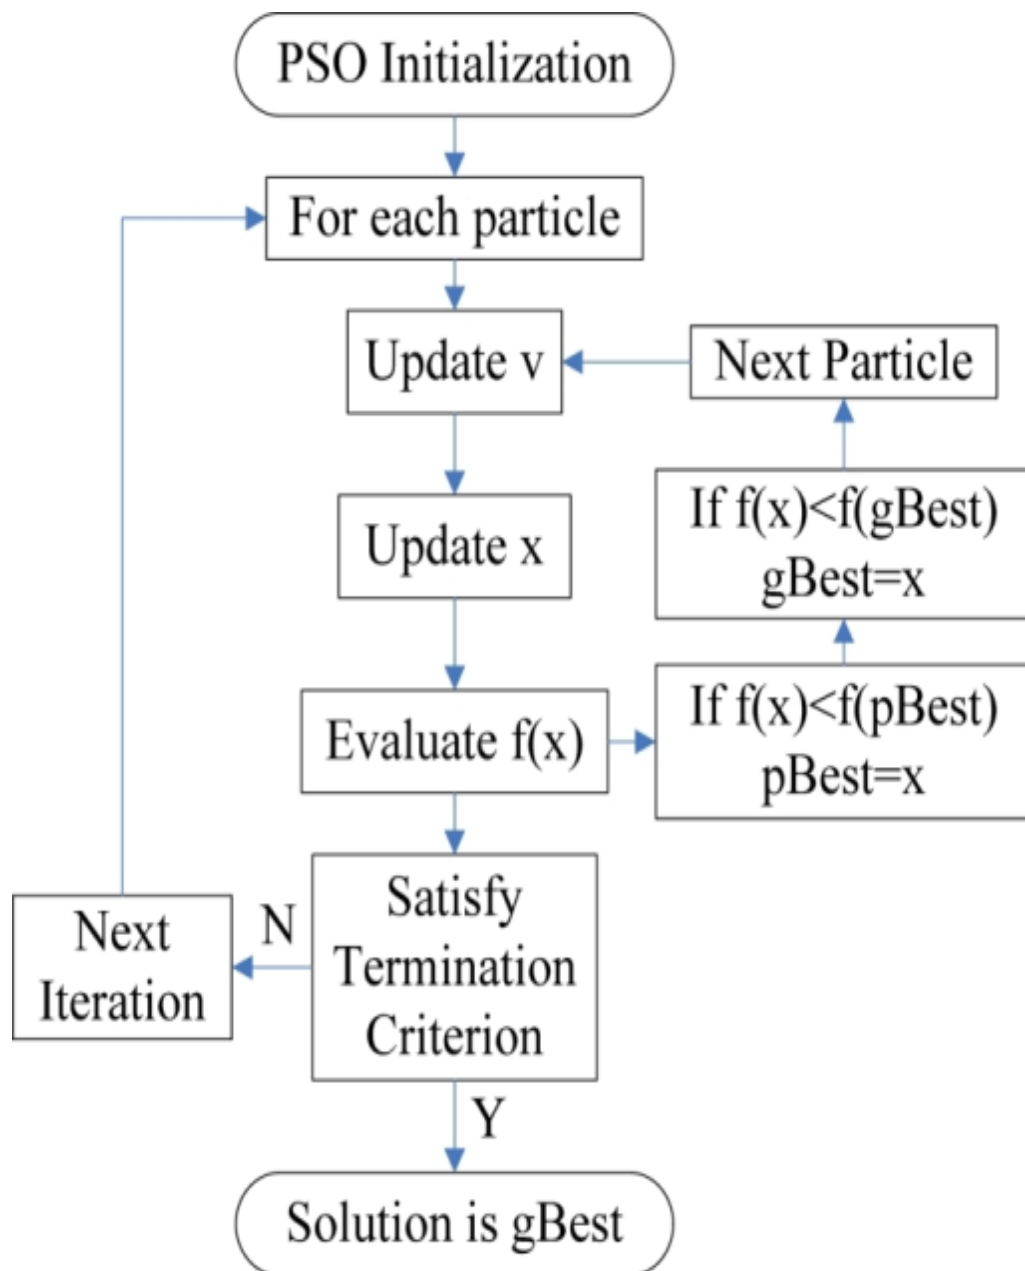 PSO Initialization
For each particle
Update v
Next Particle
Update x
If f(x)<f(gBest)
gBest=x
Evaluate f(x)
If f(x)<f(pBest)
pBest=x
Satisfy
Termination
Criterion
N
Next
Iteration
Y
Solution is gBest